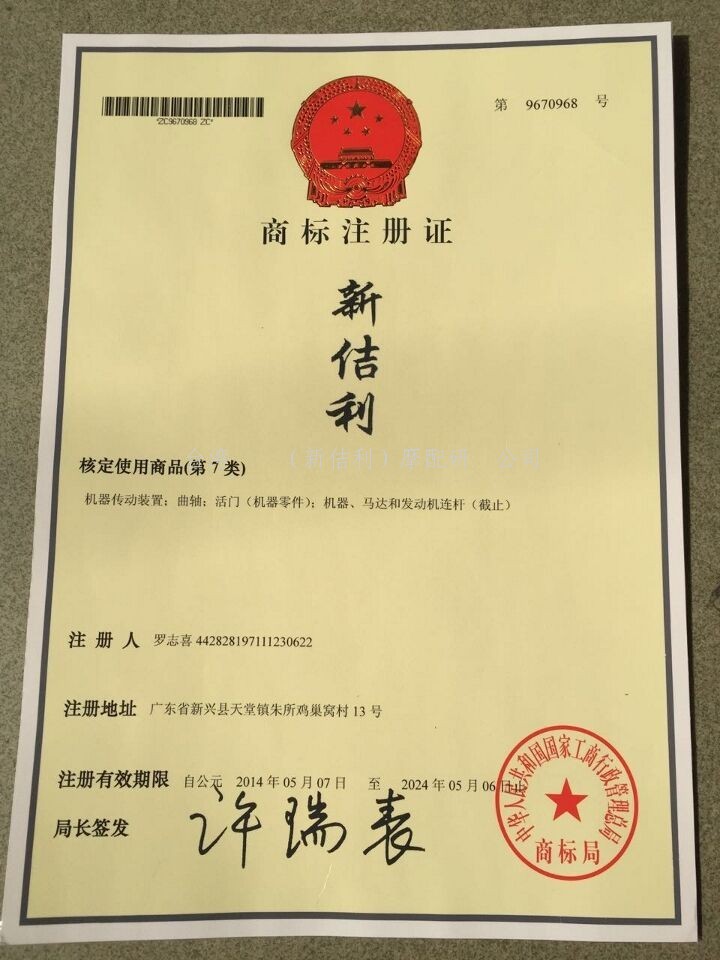 第 9670968 号
*ZC9670968 ZC*
商标注册证
新
佶
利
核定使用商品(第 7 类)
机器传动装置；曲轴；活门（机器零件）；机器、马达和发动机连杆（截止）
注 册 人 罗志喜 442828197111230622
注册地址 广东省新兴县天堂镇朱所鸡巢窝村 13 号
注册有效期限 自公元 2014 年 05 月 07 日 至 2024 年 05 月 06 日止
局长签发 许瑞表
中华人民共和国国家工商行政管理总局
商标局